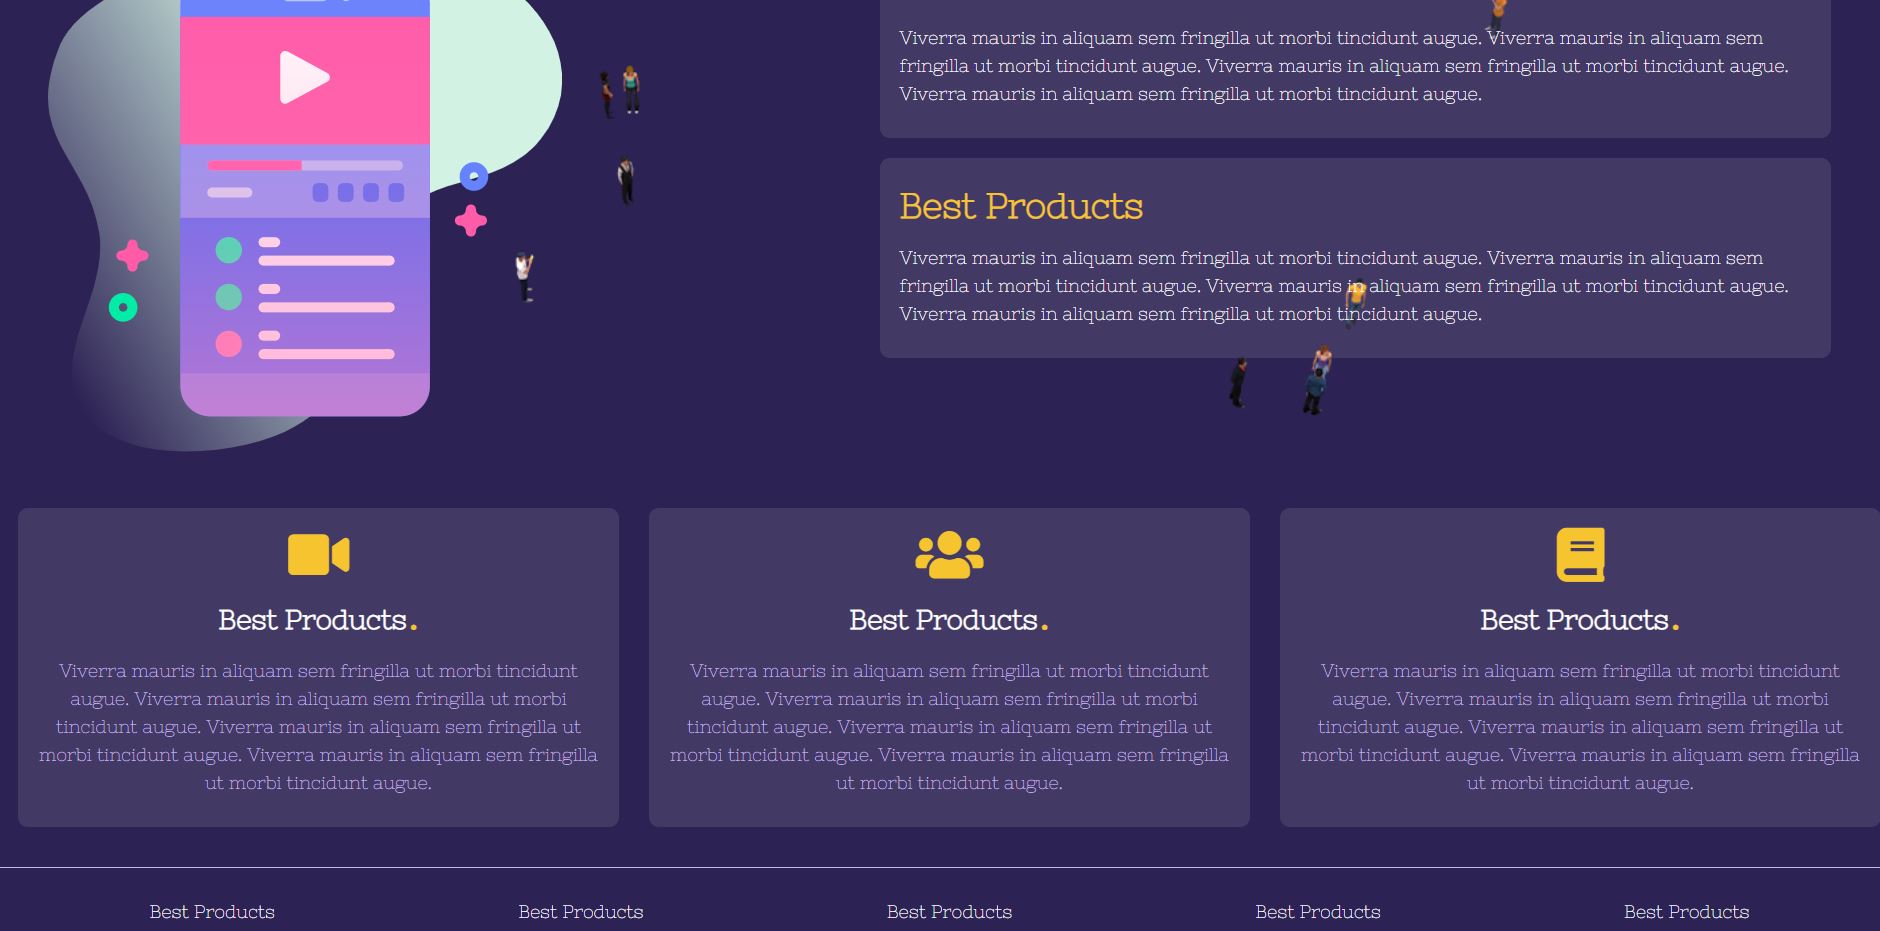 Viverra mauris in aliquam sem fringilla ut morbi tincidunt augue. Viverra mauris in aliquam sem
fringilla ut morbi tincidunt augue. Viverra mauris in aliquam sem fringilla ut morbi tincidunt augue.
Viverra mauris in aliquam sem fringilla ut morbi tincidunt augue.
Best Products
Viverra mauris in aliquam sem fringilla ut morbi tincidunt augue. Viverra mauris in aliquam sem
fringilla ut morbi tincidunt augue. Viverra mauris in aliquam sem fringilla ut morbi tincidunt augue.
Viverra mauris in aliquam sem fringilla ut morbi tincidunt augue.
Best Products.
Viverra mauris in aliquam sem fringilla ut morbi tincidunt
augue. Viverra mauris in aliquam sem fringilla ut morbi
tincidunt augue. Viverra mauris in aliquam sem fringilla ut
morbi tincidunt augue. Viverra mauris in aliquam sem fringilla
ut morbi tincidunt augue.
Best Products.
Viverra mauris in aliquam sem fringilla ut morbi tincidunt
augue. Viverra mauris in aliquam sem fringilla ut morbi
tincidunt augue. Viverra mauris in aliquam sem fringilla ut
morbi tincidunt augue. Viverra mauris in aliquam sem fringilla
ut morbi tincidunt augue.
Best Products.
Viverra mauris in aliquam sem fringilla ut morbi tincidunt
augue. Viverra mauris in aliquam sem fringilla ut morbi
tincidunt augue. Viverra mauris in aliquam sem fringilla ut
morbi tincidunt augue. Viverra mauris in aliquam sem fringilla
ut morbi tincidunt augue.
Best Products
Best Products
Best Products
Best Products
Best Products